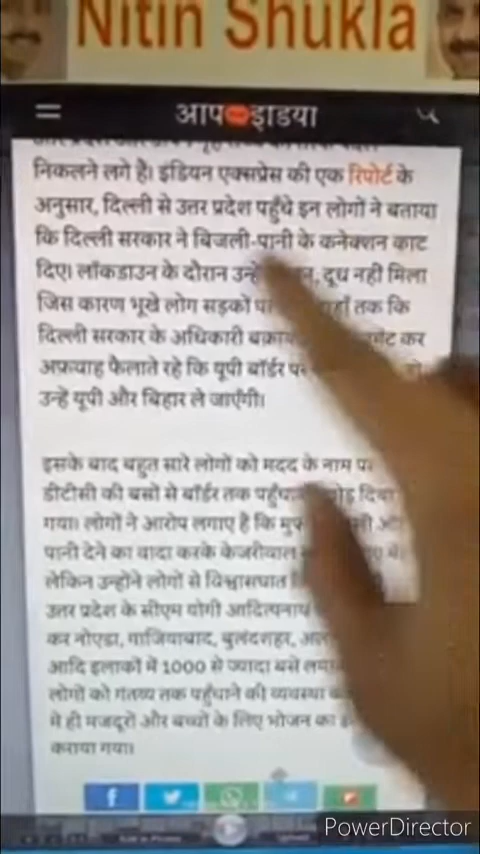 Nitin Shukla
आप इंडिया
निकलने लगे है। इंडियन एक्सप्रेस की एक रिपोर्ट के
अनुसार, दिल्ली से उत्तर प्रदेश पहुँचे इन लोगों ने बताया
कि दिल्ली सरकार ने बिजली-पानी के कनेक्शन काट
दिए। लॉकडाउन के दौरान उन्हें दूध नहीं मिला
जिस कारण भूखे लोग सड़कों तक कि
दिल्ली सरकार के अधिकारी कर
अफ़वाह फैलाते रहे कि यूपी बॉर्डर पर
उन्हें यूपी और बिहार ले जाएँगी।
इसके बाद बहुत सारे लोगों को मदद के नाम
डीटीसी की बसों से बॉर्डर तक दिया
गया। लोगों ने आरोप लगाए हैं कि
पानी देने का वादा करके केजरीवाल
लेकिन उन्होंने लोगों से विश्वासघात
उत्तर प्रदेश के सीएम योगी आदित्यनाथ
कर नोएडा, गाजियाबाद, बुलंदशहर,
आदि इलाकों में 1000 से ज्यादा बसें
लोगों को गंतव्य तक पहुँचाने की व्यवस्था
में ही मजदूरों और बच्चों के लिए भोजन का
कराया गया।
PowerDirector